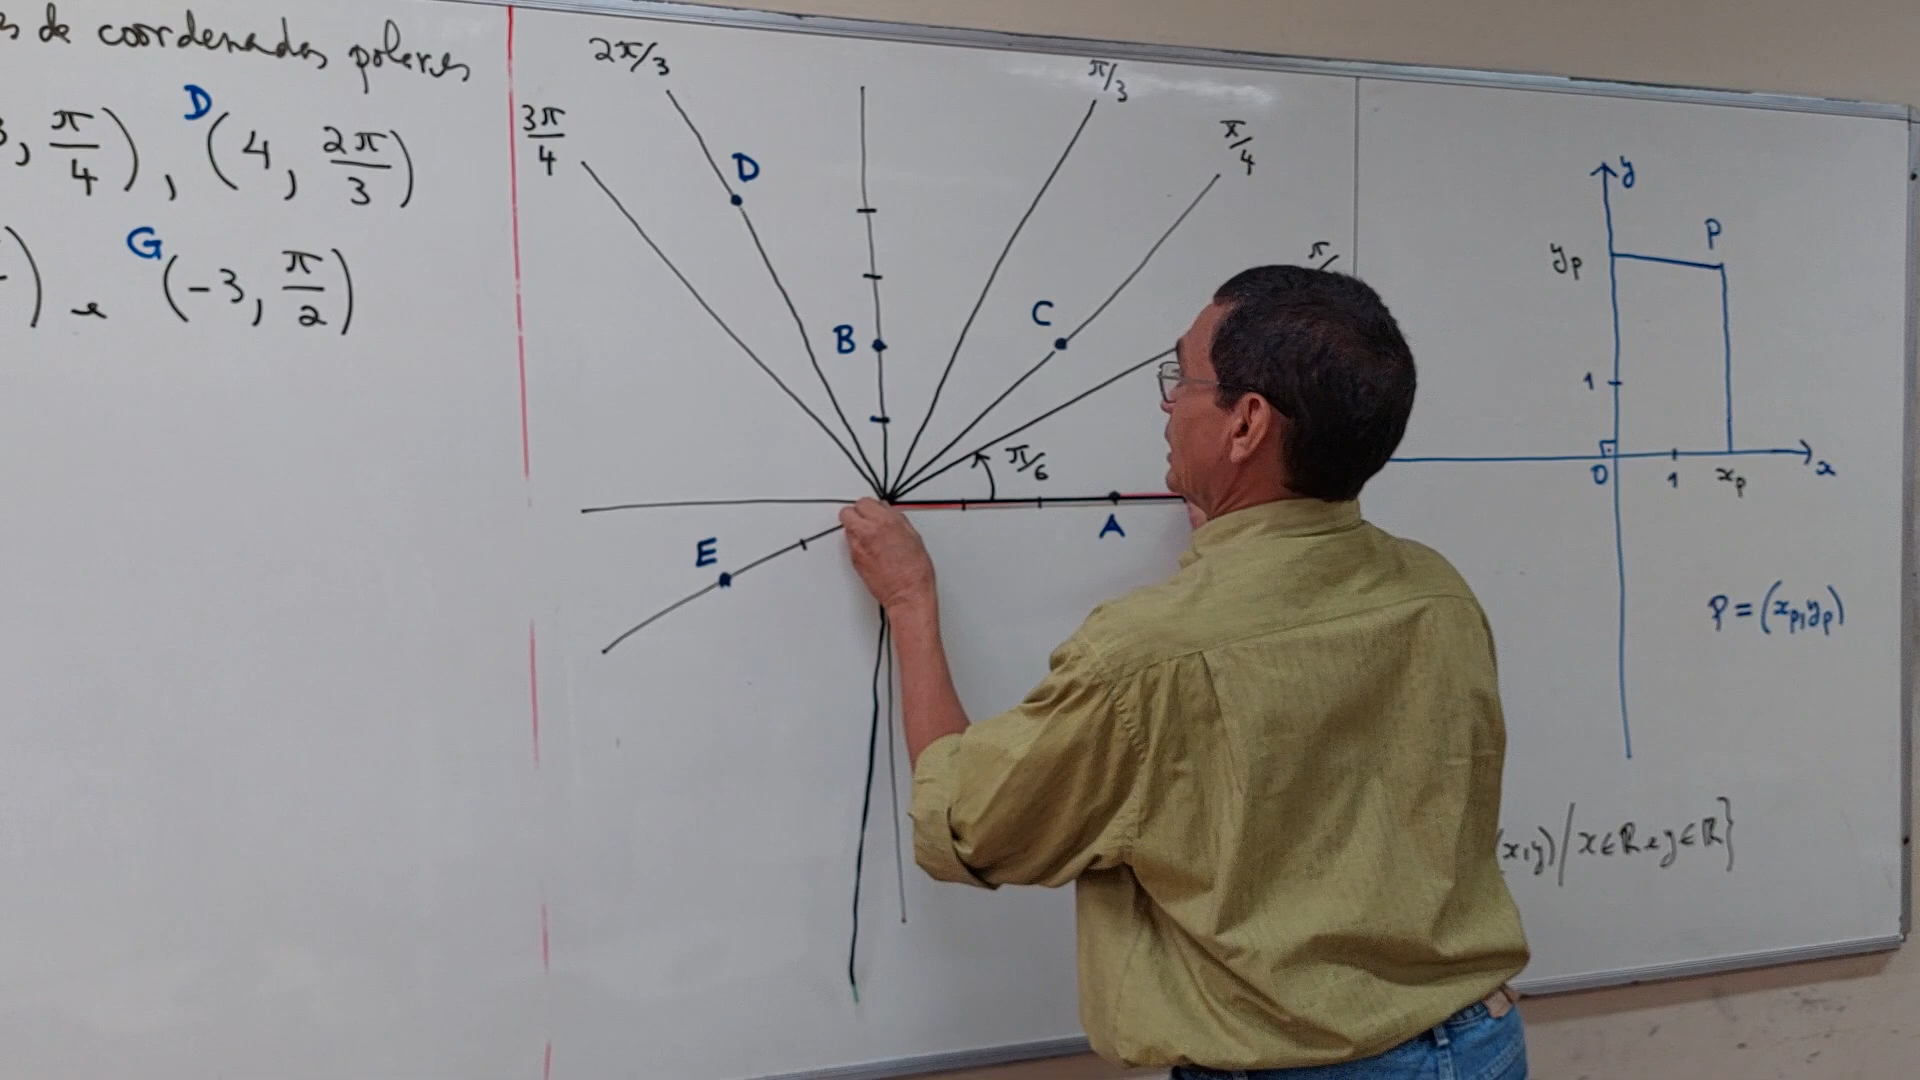 de coordenadas polares
D
, π/4), (4, 2π/3)
G
) e (-3, π/2)
2π/3
3π/4
π/3
π/4
π/
D
B
C
π/6
A
E
y
P
yp
1
0
1
xp
x
P = (xp, yp)
(x,y) / x ∈ ℝ e y ∈ ℝ}